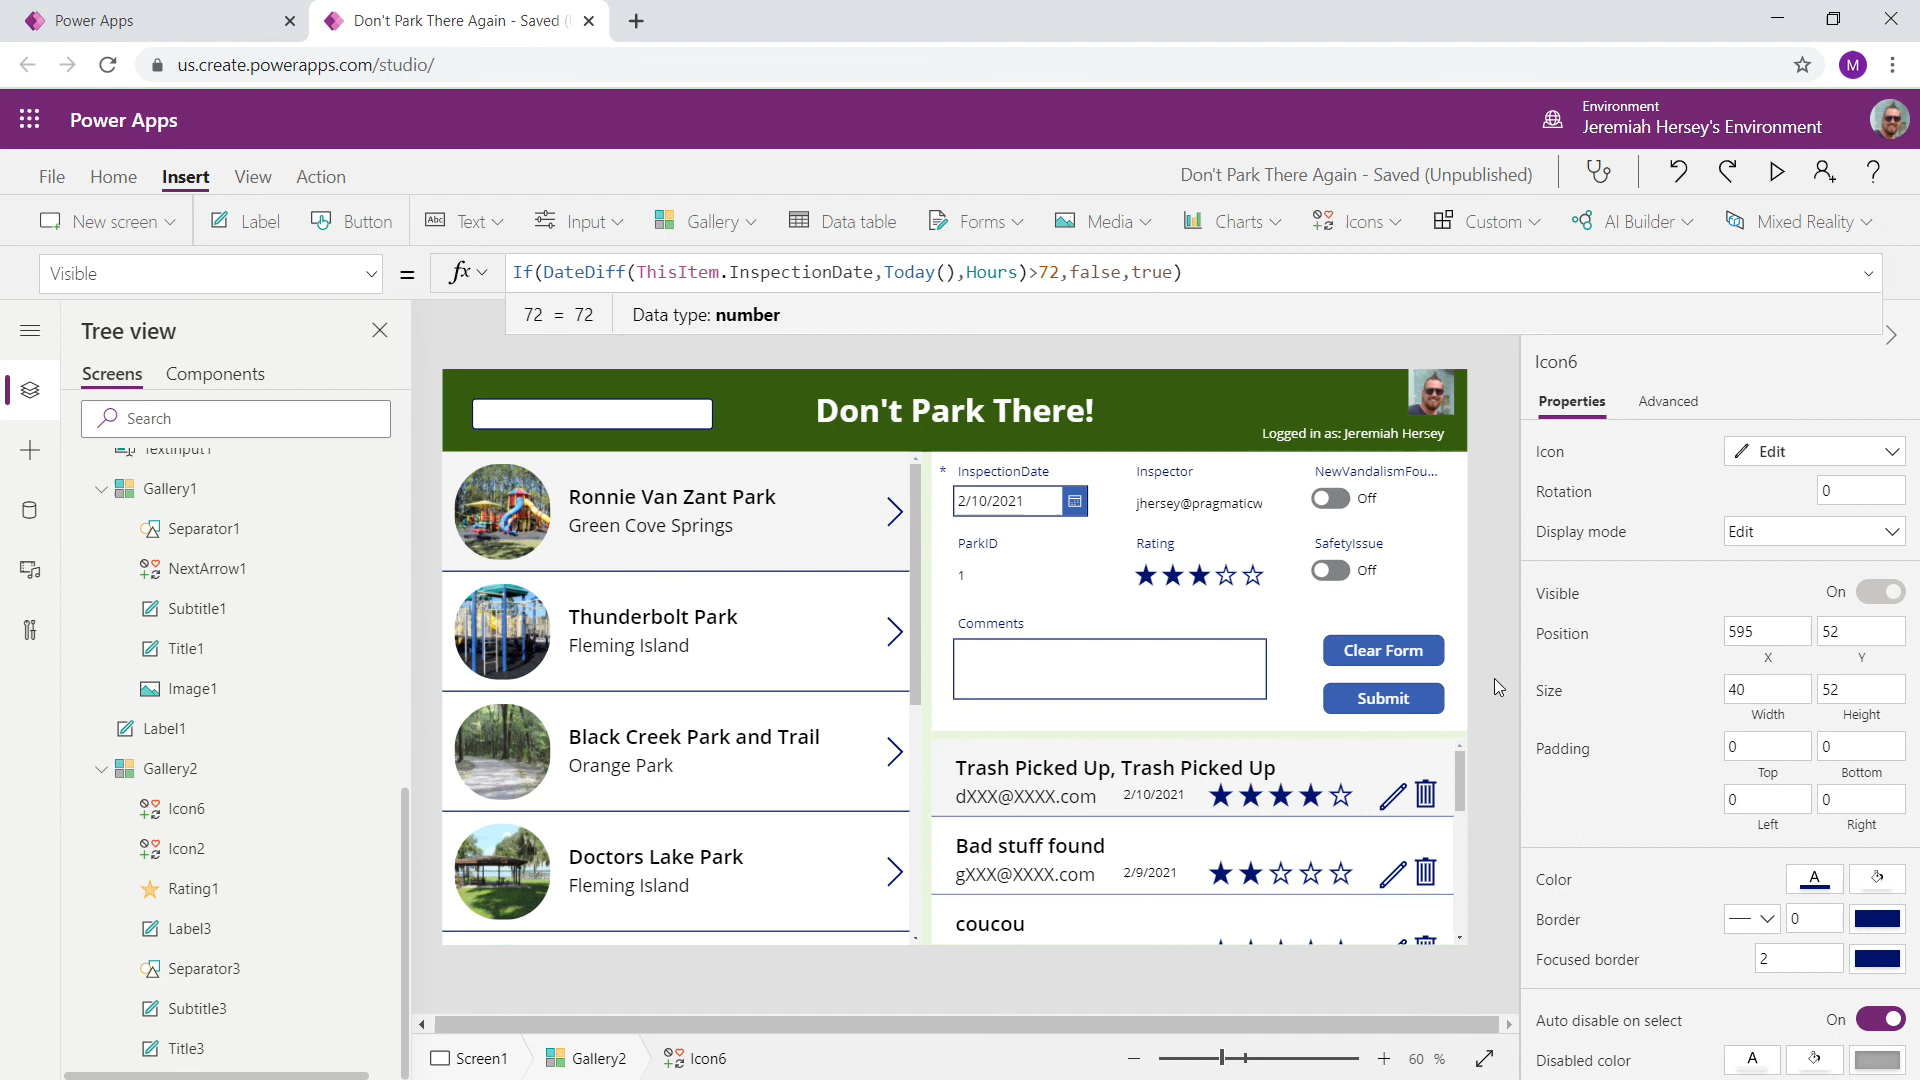 Power Apps
Don't Park There Again - Saved (
us.create.powerapps.com/studio/
M
Power Apps
Environment
Jeremiah Hersey's Environment
File Home Insert View Action
Don't Park There Again - Saved (Unpublished)
New screen Label Button Abc Text Input Gallery Data table Forms Media Charts Icons Custom AI Builder Mixed Reality
Visible = fx If(DateDiff(ThisItem.InspectionDate,Today(),Hours)>72,false,true)
72 = 72 Data type: number
Tree view
Screens Components
Search
TextInput1
Gallery1
Separator1
NextArrow1
Subtitle1
Title1
Image1
Label1
Gallery2
Icon6
Icon2
Rating1
Label3
Separator3
Subtitle3
Title3
Don't Park There!
Logged in as: Jeremiah Hersey
Ronnie Van Zant Park
Green Cove Springs
Thunderbolt Park
Fleming Island
Black Creek Park and Trail
Orange Park
Doctors Lake Park
Fleming Island
* InspectionDate Inspector NewVandalismFou...
2/10/2021 jhersey@pragmaticw Off
ParkID Rating SafetyIssue
1 Off
Comments
Clear Form
Submit
Trash Picked Up, Trash Picked Up
dXXX@XXXX.com 2/10/2021
Bad stuff found
gXXX@XXXX.com 2/9/2021
coucou
Screen1 Gallery2 Icon6
60 %
Icon6
Properties Advanced
Icon Edit
Rotation 0
Display mode Edit
Visible On
Position 595 52
X Y
Size 40 52
Width Height
Padding 0 0
Top Bottom
0 0
Left Right
Color A
Border 0
Focused border 2
Auto disable on select On
Disabled color A